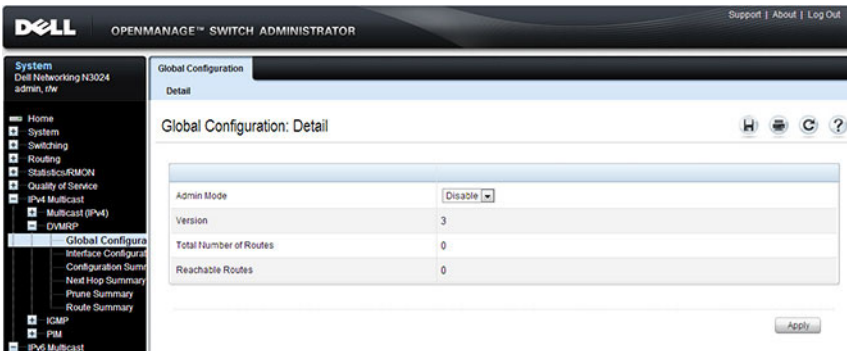 Support | About | Log Out
DELL OPENMANAGE™ SWITCH ADMINISTRATOR
System
Dell Networking N3024
admin, r/w
Global Configuration
Detail
Home
System
Switching
Routing
Statistics/RMON
Quality of Service
IPv4 Multicast
Multicast (IPv4)
DVMRP
Global Configura
Interface Configurat
Configuration Summ
Next Hop Summary
Prune Summary
Route Summary
IGMP
PIM
IPv6 Multicast
Global Configuration: Detail
H C ?
Admin Mode Disable
Version 3
Total Number of Routes 0
Reachable Routes 0
Apply